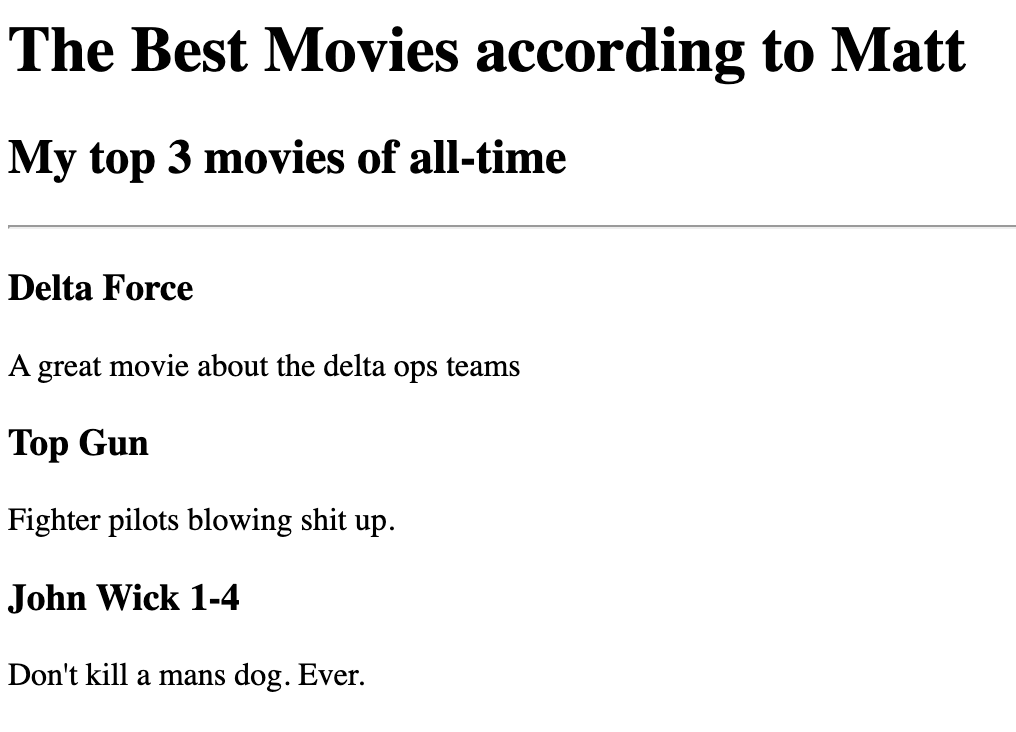 The Best Movies according to Matt
My top 3 movies of all-time
Delta Force
A great movie about the delta ops teams
Top Gun
Fighter pilots blowing shit up.
John Wick 1-4
Don't kill a mans dog. Ever.